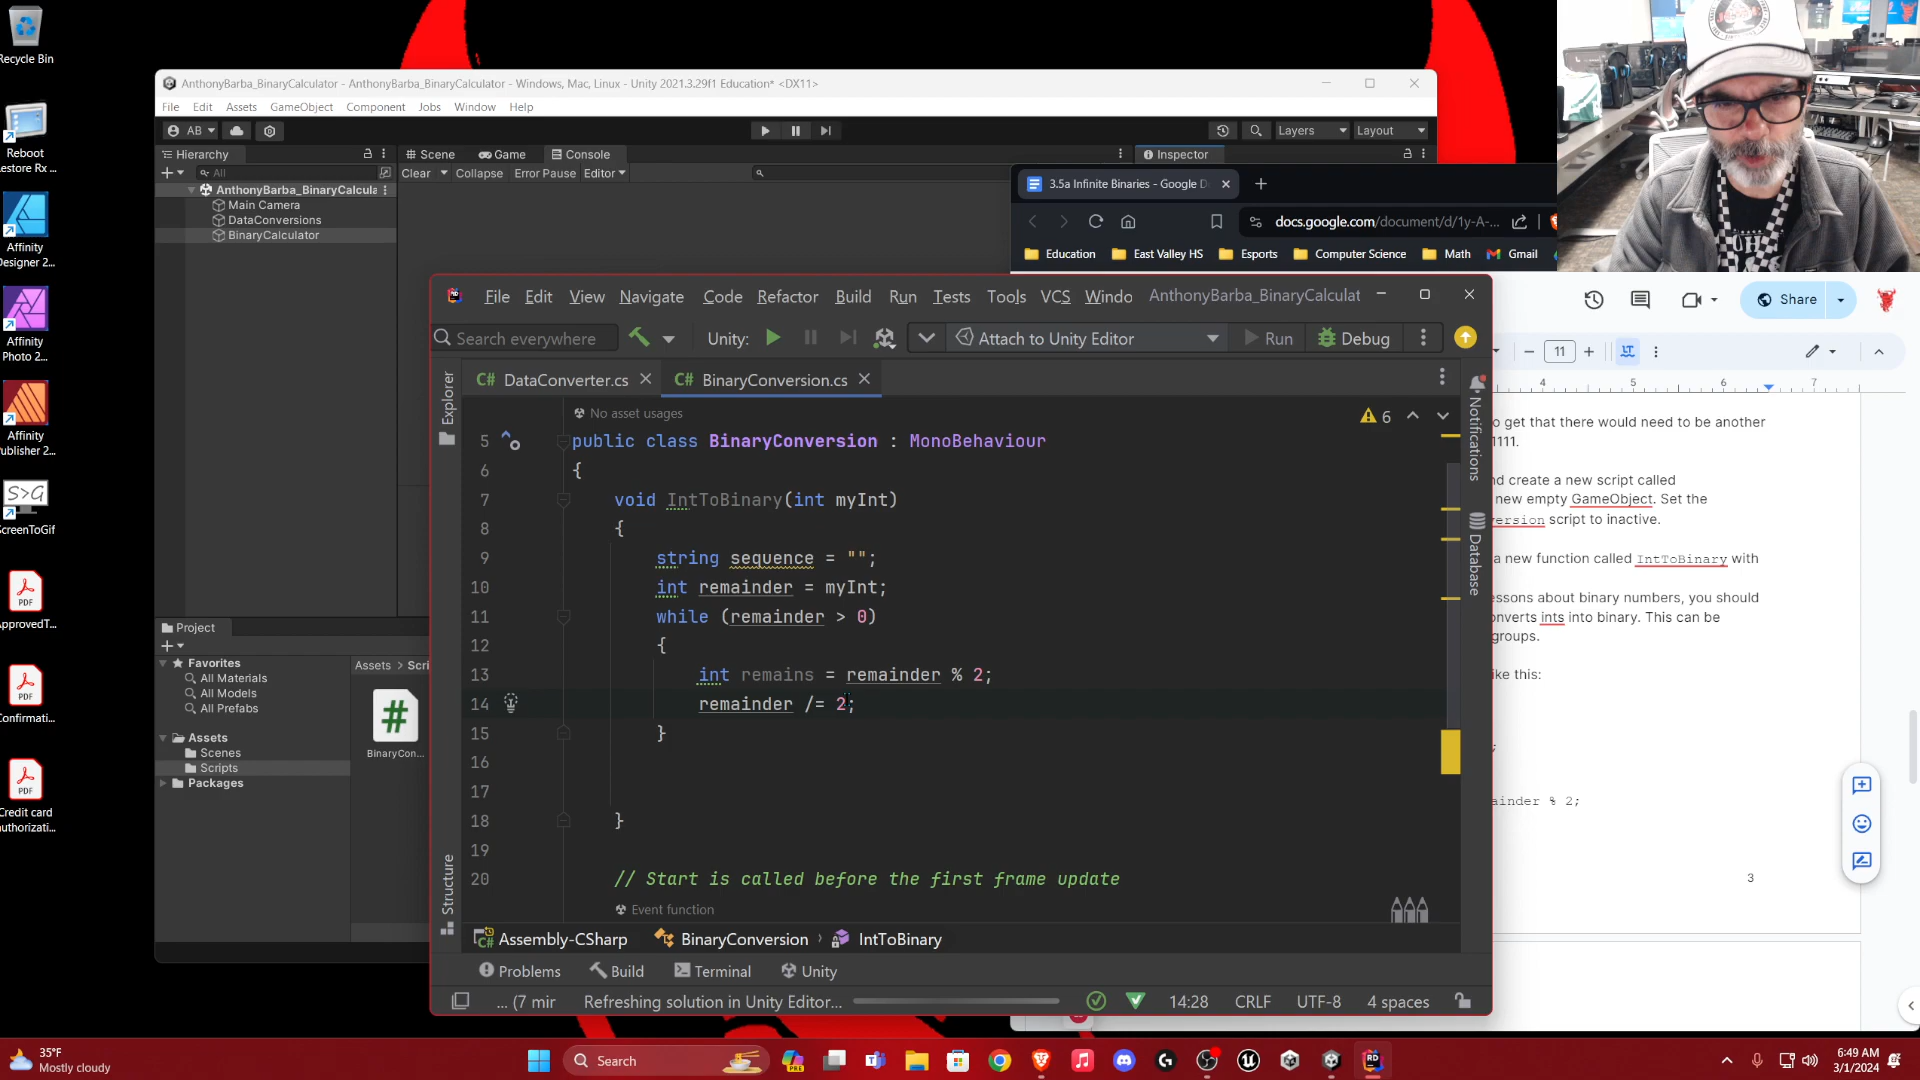 Recycle Bin
Reboot
Restore Rx ...
Affinity
Designer 2...
Affinity
Photo 2...
Affinity
Publisher 2...
ScreenToGif
ApprovedT...
Confirmati...
Credit card
authorizati...
AnthonyBarba_BinaryCalculator - AnthonyBarba_BinaryCalculator - Windows, Mac, Linux - Unity 2021.3.29f1 Education* <DX11>
File Edit Assets GameObject Component Jobs Window Help
AB
Layers
Layout
Hierarchy
Scene
Game
Console
Inspector
All
Clear
Collapse
Error Pause
Editor
AnthonyBarba_BinaryCalcula
Main Camera
DataConversions
BinaryCalculator
Project
Favorites
All Materials
All Models
All Prefabs
Assets
Scenes
Scripts
Packages
Assets > Scri
BinaryCon...
3.5a Infinite Binaries - Google D
docs.google.com/document/d/1y-A-...
Education
East Valley HS
Esports
Computer Science
Math
Gmail
Share
11
4 5 6 7
o get that there would need to be another
1111.
nd create a new script called
new empty GameObject. Set the
ersion script to inactive.
a new function called IntToBinary with
essons about binary numbers, you should
nverts ints into binary. This can be
groups.
ike this:
;
ainder % 2;
3
File Edit View Navigate Code Refactor Build Run Tests Tools VCS Windo
AnthonyBarba_BinaryCalculat
Search everywhere
Unity:
Attach to Unity Editor
Run
Debug
Explorer
Structure
Notifications
Database
C# DataConverter.cs
C# BinaryConversion.cs
No asset usages
6
5 public class BinaryConversion : MonoBehaviour
6 {
7 void IntToBinary(int myInt)
8 {
9 string sequence = "";
10 int remainder = myInt;
11 while (remainder > 0)
12 {
13 int remains = remainder % 2;
14 remainder /= 2;
15 }
16
17
18 }
19
20 // Start is called before the first frame update
Event function
Assembly-CSharp
BinaryConversion
IntToBinary
Problems
Build
Terminal
Unity
... (7 mir
Refreshing solution in Unity Editor...
14:28
CRLF
UTF-8
4 spaces
35°F
Mostly cloudy
Search
PRE
RD
6:49 AM
3/1/2024